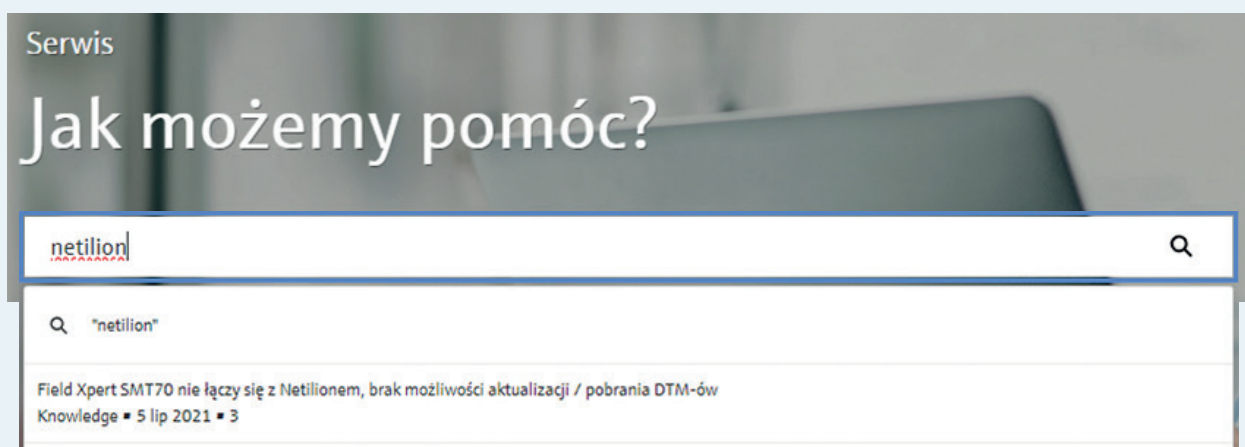 Serwis
Jak możemy pomóc?
netilion
"netilion"
Field Xpert SMT70 nie łączy się z Netilionem, brak możliwości aktualizacji / pobrania DTM-ów
Knowledge ▪ 5 lip 2021 ▪ 3